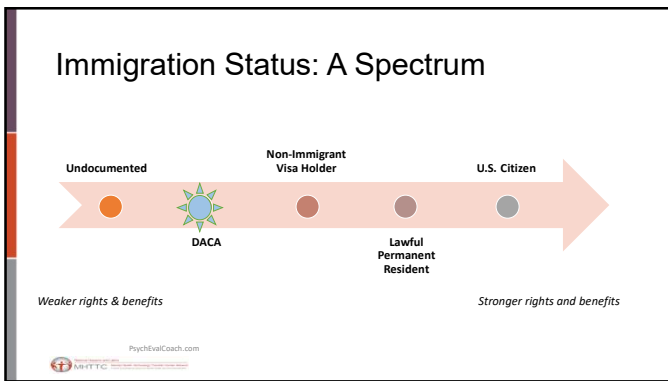 Immigration Status: A Spectrum
Undocumented
Non-Immigrant
Visa Holder
U.S. Citizen
DACA
Lawful
Permanent
Resident
Weaker rights & benefits
Stronger rights and benefits
PsychEvalCoach.com
MHTTC